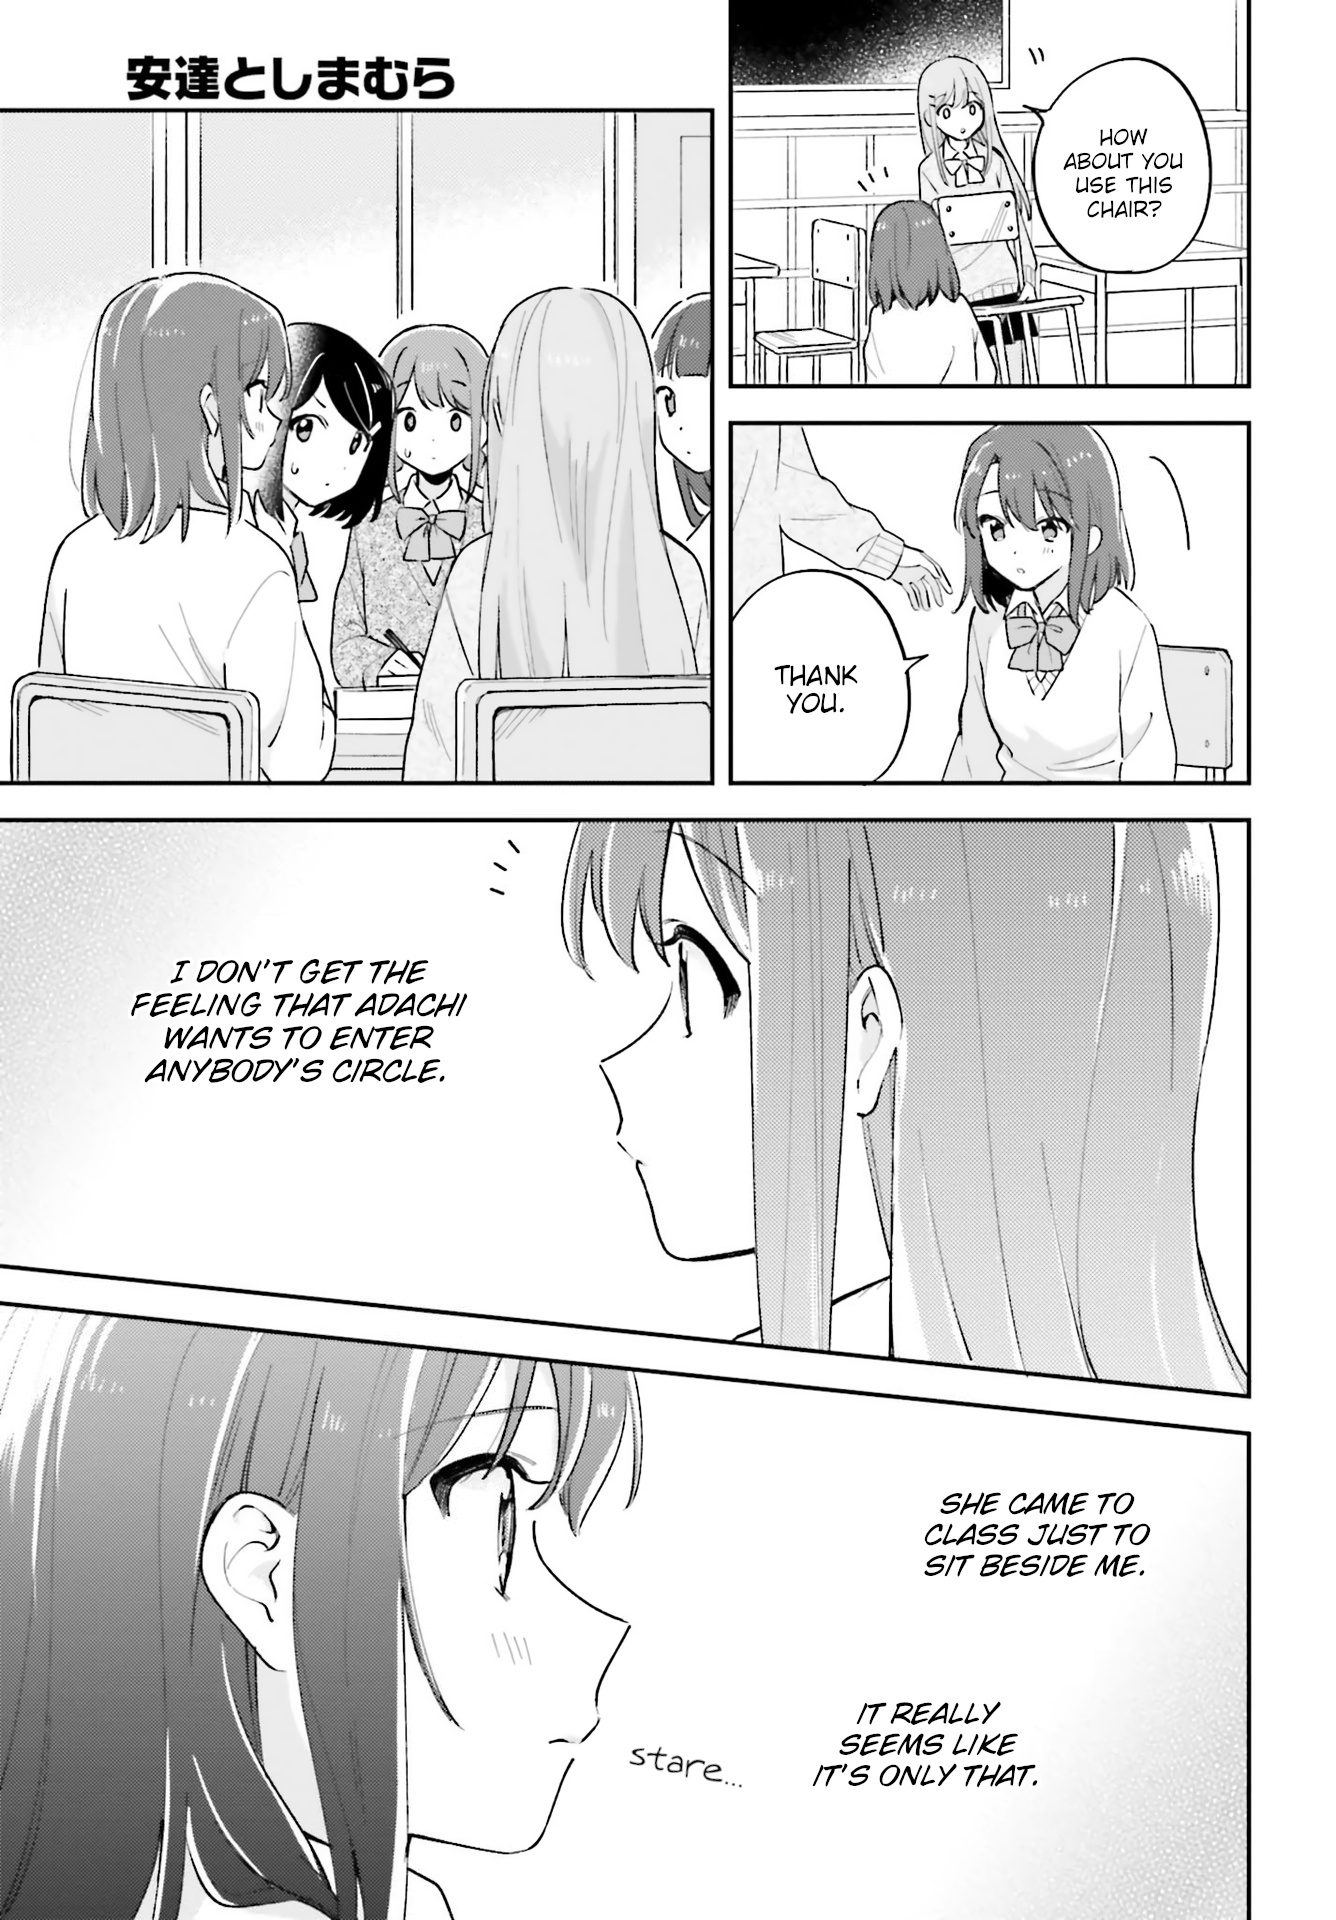 安達としまむら
HOW
ABOUT YOU
USE THIS
CHAIR?
THANK
YOU.
I DON'T GET THE
FEELING THAT ADACHI
WANTS TO ENTER
ANYBODY'S CIRCLE.
SHE CAME TO
CLASS JUST TO
SIT BESIDE ME.
IT REALLY
SEEMS LIKE
IT'S ONLY THAT.
stare...